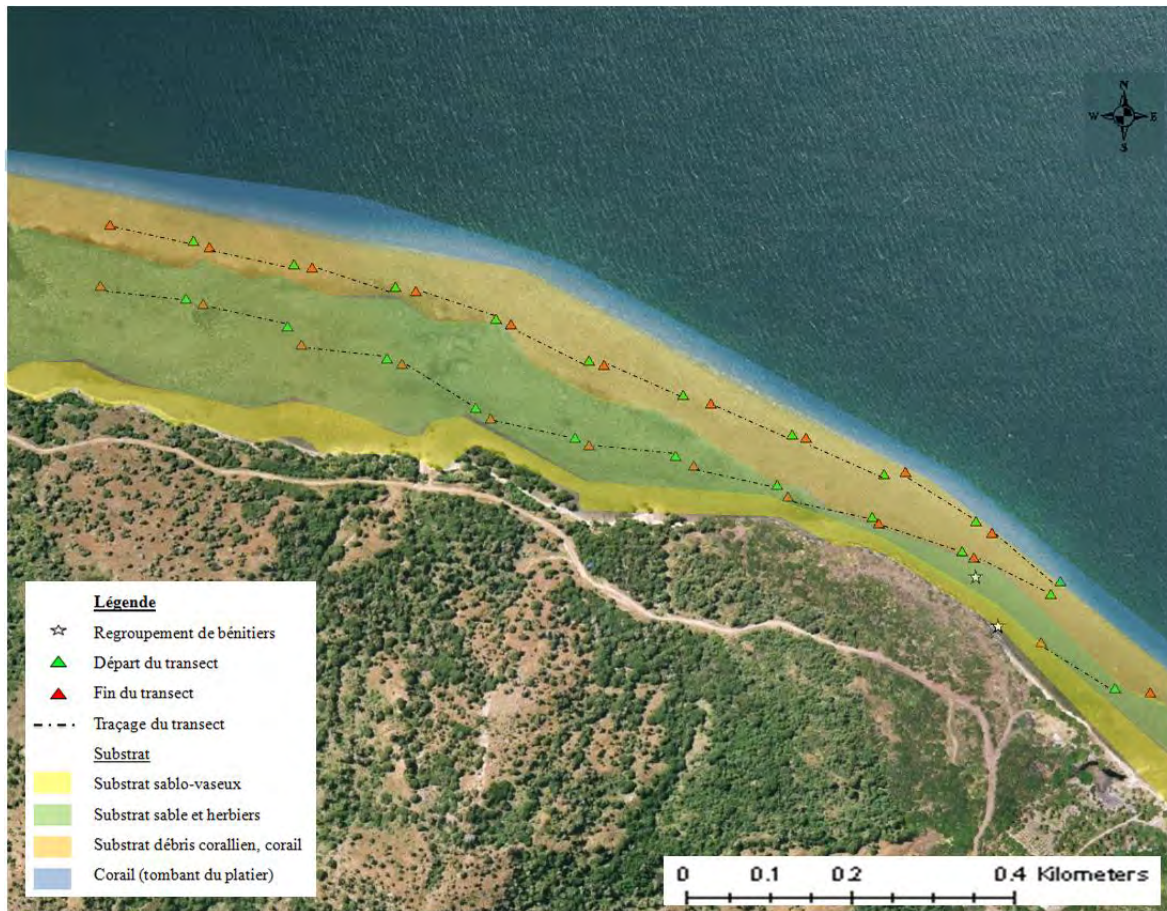 N
W E
S
Légende
Regroupement de bénitiers
Départ du transect
Fin du transect
Traçage du transect
Substrat
Substrat sablo-vaseux
Substrat sable et herbiers
Substrat débris corallien, corail
Corail (tombant du platier)
0 0.1 0.2 0.4 Kilometers